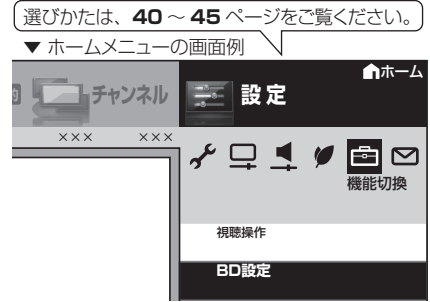 選びかたは、40～45ページをご覧ください。
▼ ホームメニューの画面例
ホーム
チャンネル
設定
××× ×××
機能切換
視聴操作
BD設定